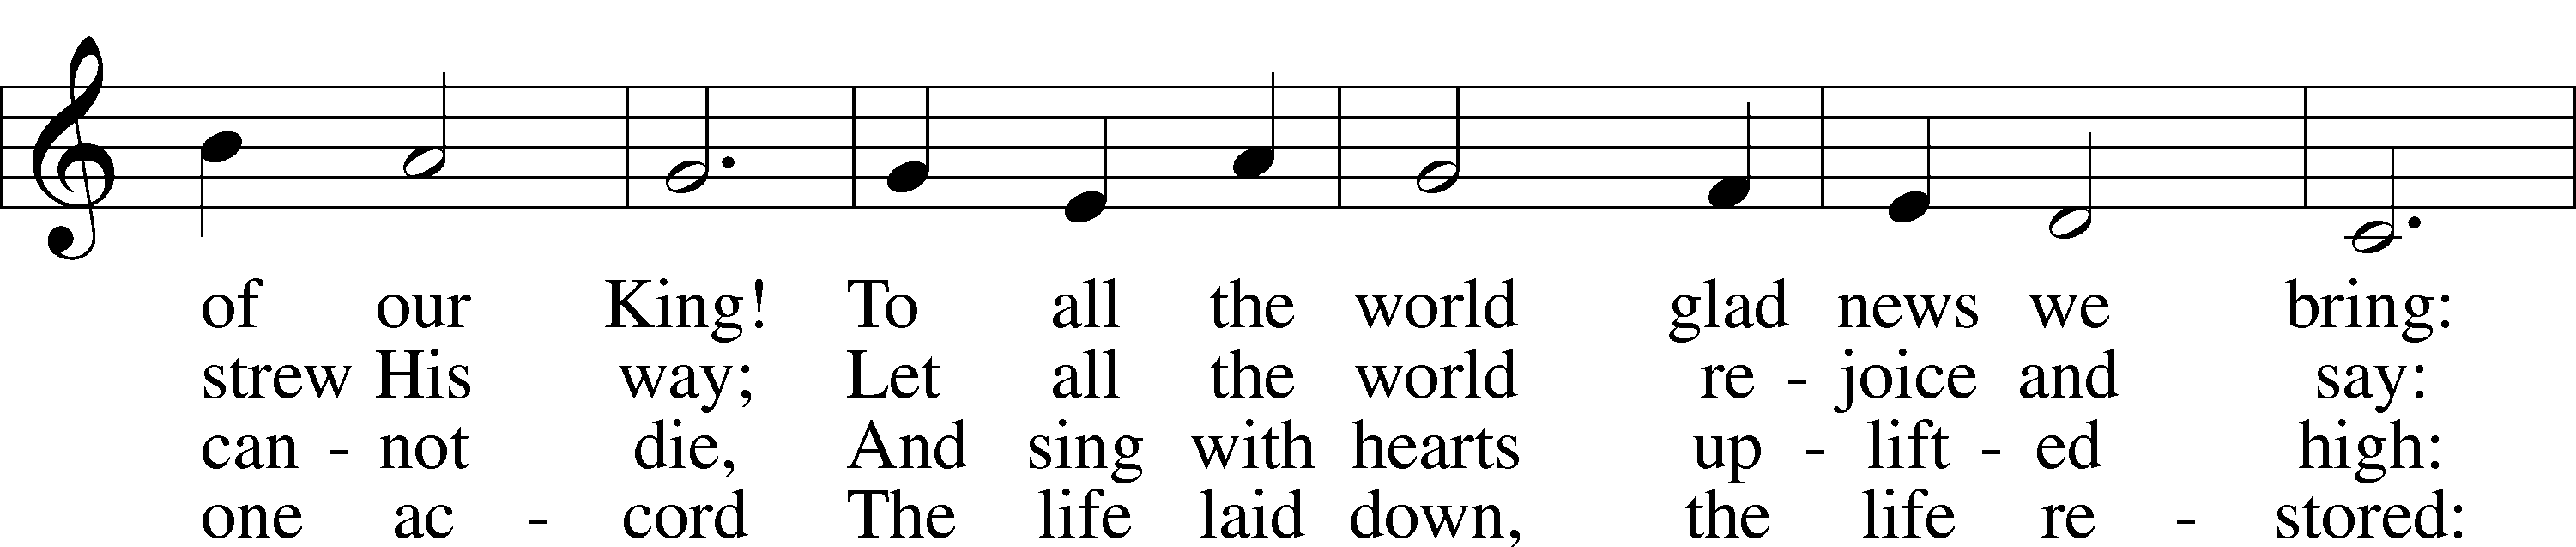 of our King! To all the world glad news we bring:
strew His way; Let all the world re - joice and say:
can - not die, And sing with hearts up - lift - ed high:
one ac - cord The life laid down, the life re - stored: